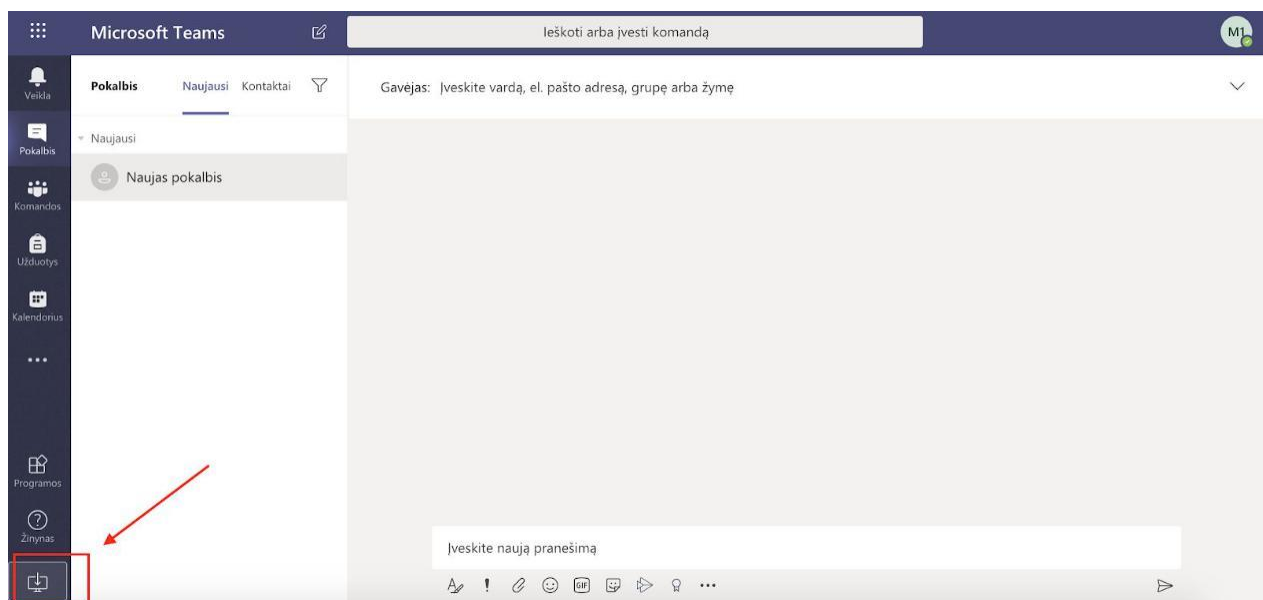 Microsoft Teams
Ieškoti arba įvesti komandą
M1
Veikla
Pokalbis
Komandos
Užduotys
Kalendorius
Programos
Žinynas
Pokalbis Naujausi Kontaktai
Naujausi
Naujas pokalbis
Gavėjas: Įveskite vardą, el. pašto adresą, grupę arba žymę
Įveskite naują pranešimą
GIF